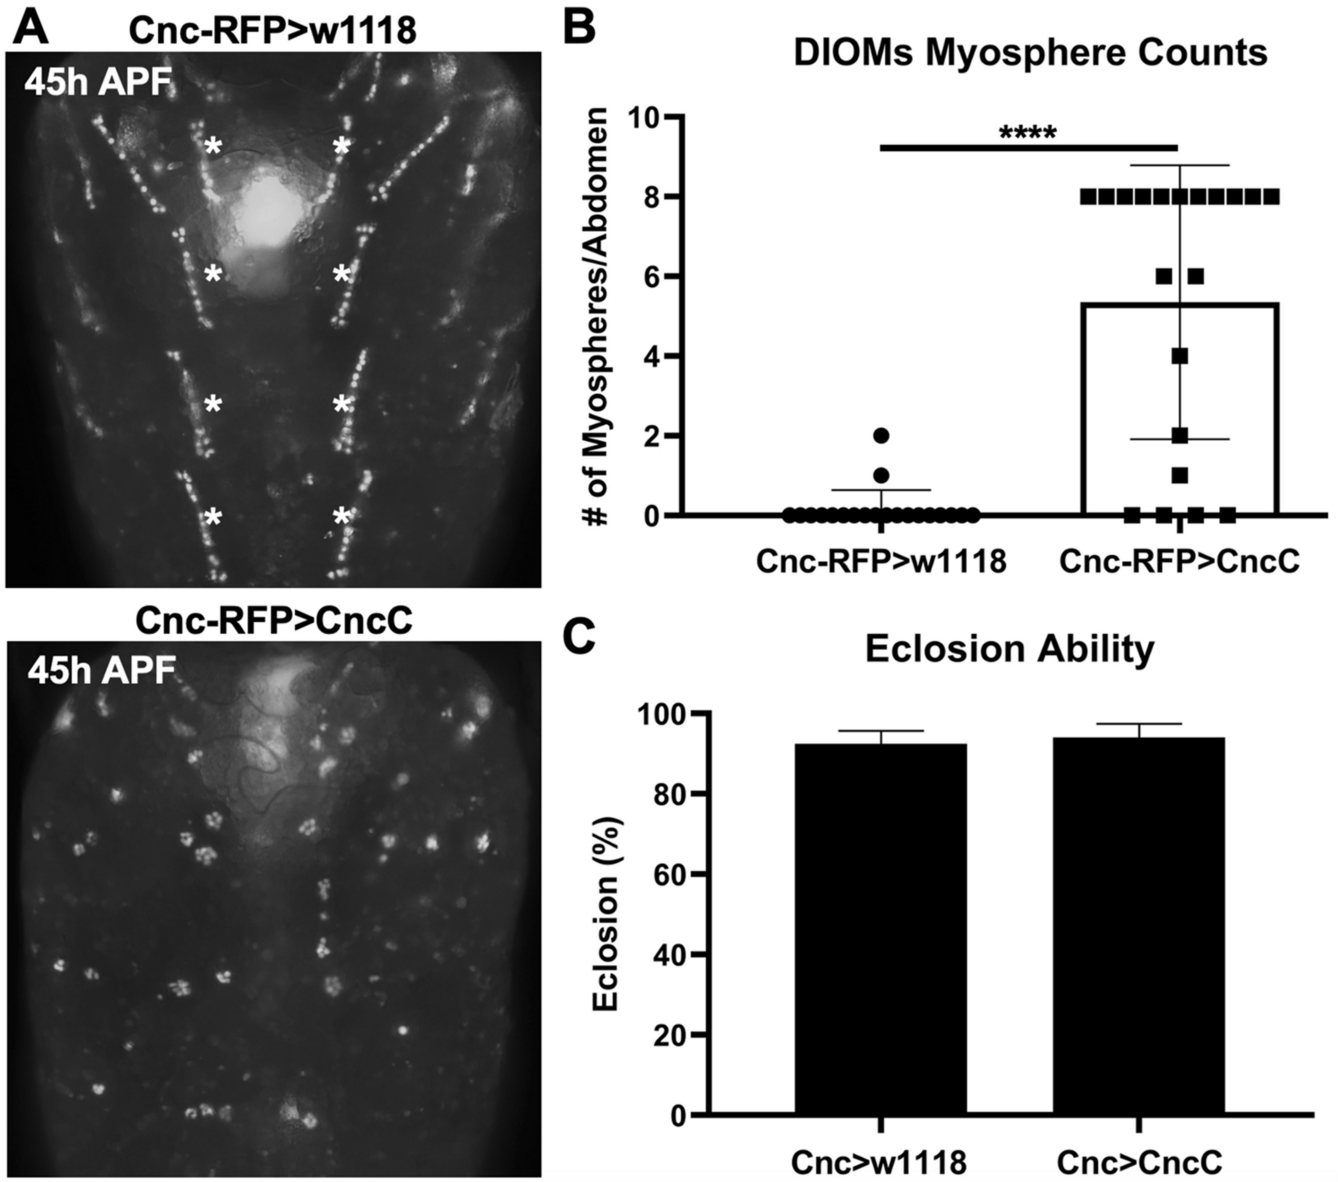 A
Cnc-RFP>w1118
45h APF
*
*
*
*
*
*
*
*
Cnc-RFP>CncC
45h APF
B
DIOMs Myosphere Counts
# of Myospheres/Abdomen
10
8
6
4
2
0
****
Cnc-RFP>w1118
Cnc-RFP>CncC
C
Eclosion Ability
Eclosion (%)
100
80
60
40
20
0
Cnc>w1118
Cnc>CncC